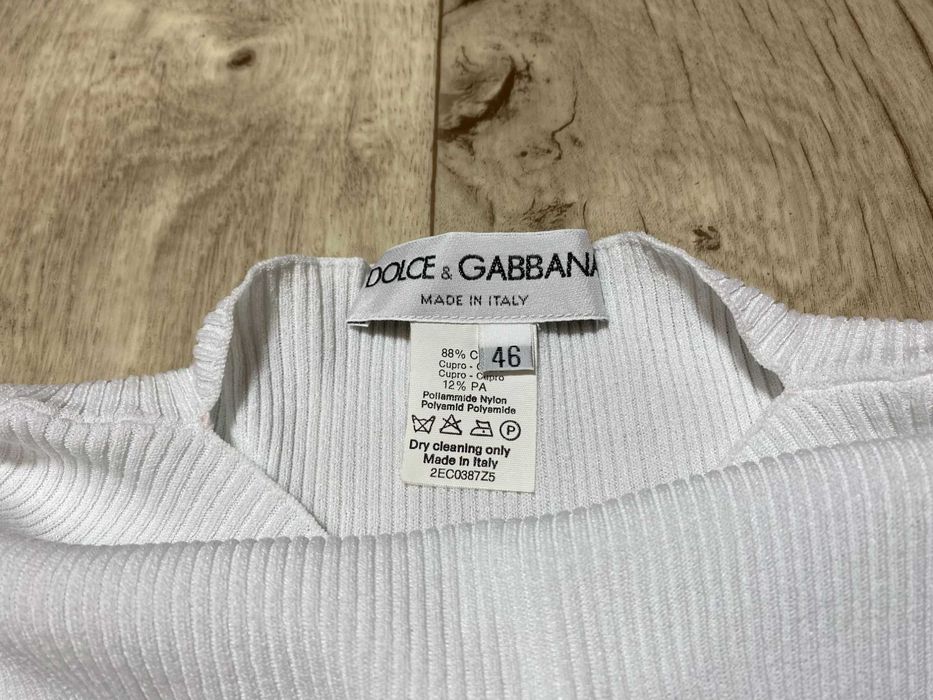 DOLCE & GABBANA
MADE IN ITALY
46
88% C
Cupro -
Cupro - Cupro
12% PA
Poliammide Nylon
Polyamid Polyamide
P
Dry cleaning only
Made in Italy
2EC0387Z5